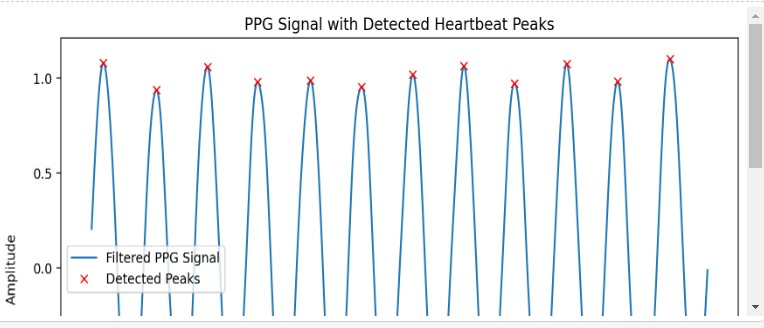 PPG Signal with Detected Heartbeat Peaks
1.0
0.5
0.0
Amplitude
Filtered PPG Signal
Detected Peaks